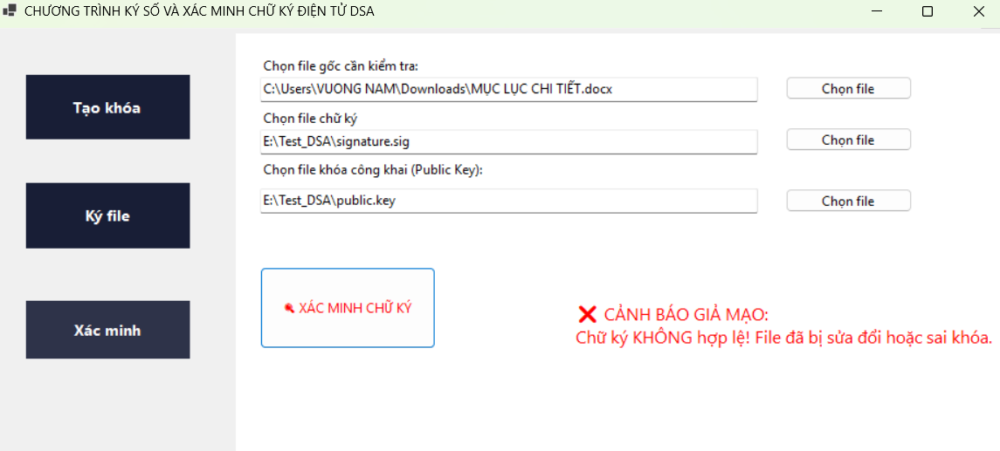 CHƯƠNG TRÌNH KÝ SỐ VÀ XÁC MINH CHỮ KÝ ĐIỆN TỬ DSA
Tạo khóa
Ký file
Xác minh
Chọn file gốc cần kiểm tra:
C:\Users\VUONG NAM\Downloads\MỤC LỤC CHI TIẾT.docx
Chọn file
Chọn file chữ ký
E:\Test_DSA\signature.sig
Chọn file
Chọn file khóa công khai (Public Key):
E:\Test_DSA\public.key
Chọn file
XÁC MINH CHỮ KÝ
❌ CẢNH BÁO GIẢ MẠO:
Chữ ký KHÔNG hợp lệ! File đã bị sửa đổi hoặc sai khóa.